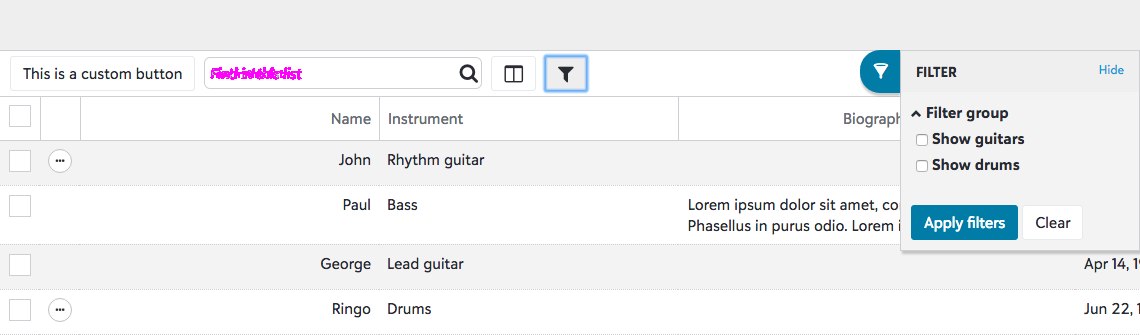 This is a custom button
FILTER
Hide
Name
Instrument
Biograph
Filter group
Show guitars
Show drums
John
Rhythm guitar
Paul
Bass
Lorem ipsum dolor sit amet, co
Phasellus in purus odio. Lorem i
Apply filters
Clear
George
Lead guitar
Apr 14, 19
Ringo
Drums
Jun 22, 1